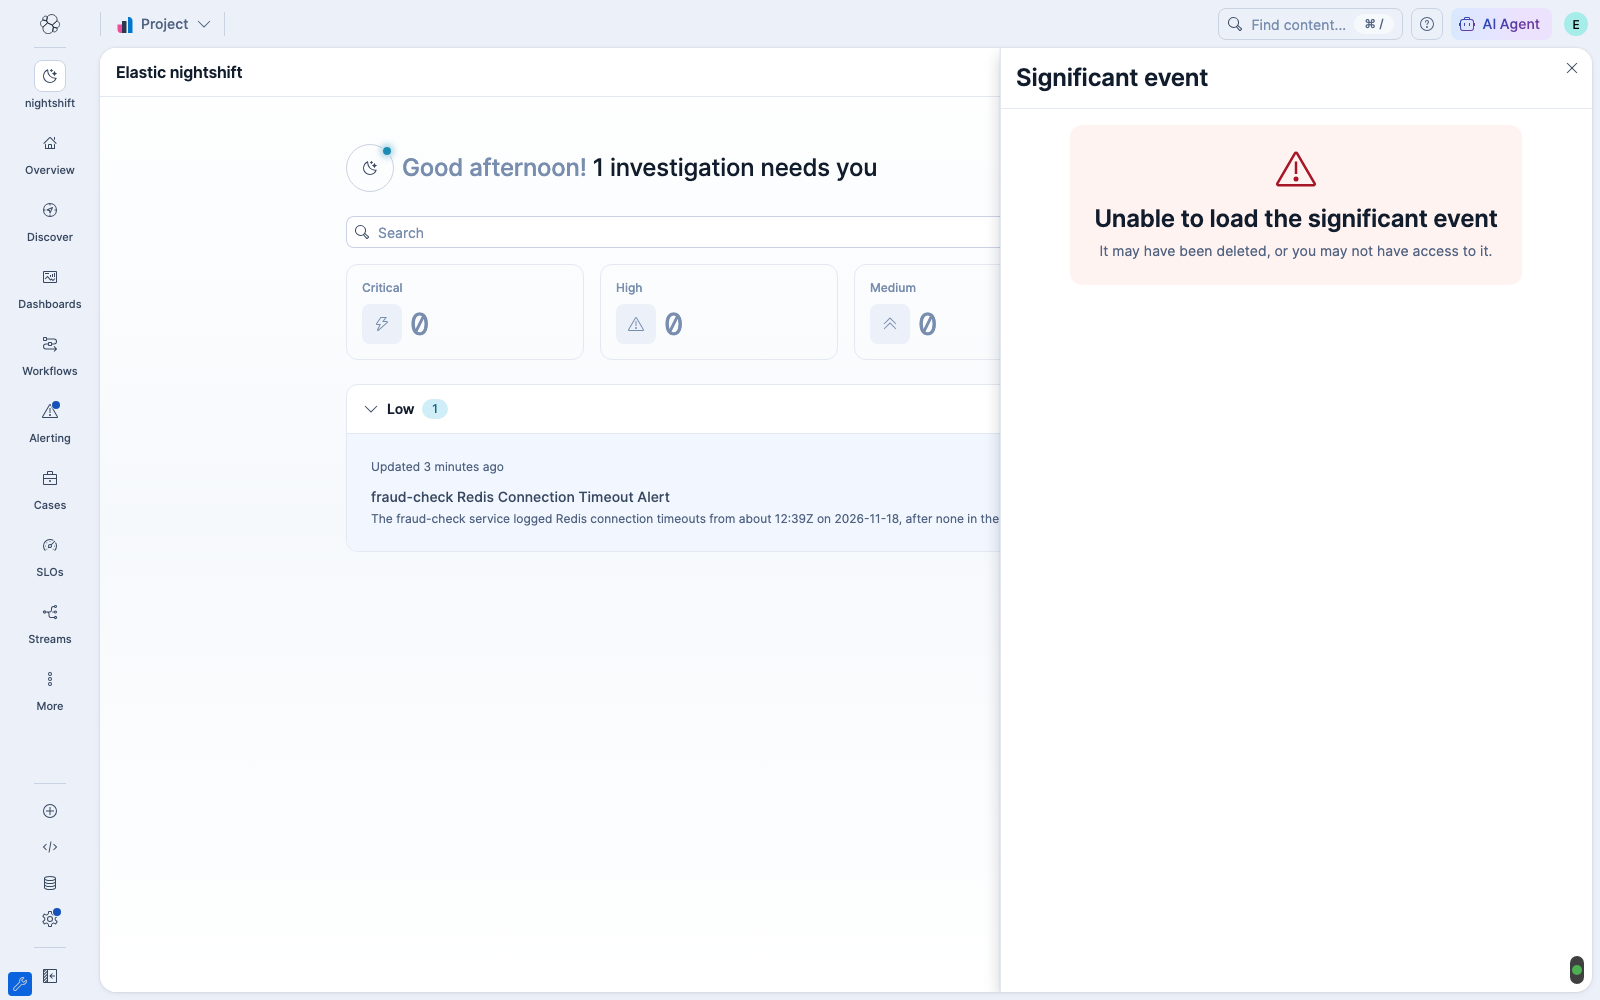 Project
Find content...
⌘ /
AI Agent
E
nightshift
Overview
Discover
Dashboards
Workflows
Alerting
Cases
SLOs
Streams
More
Elastic nightshift
Good afternoon! 1 investigation needs you
Search
Critical
0
High
0
Medium
0
Low 1
Updated 3 minutes ago
fraud-check Redis Connection Timeout Alert
The fraud-check service logged Redis connection timeouts from about 12:39Z on 2026-11-18, after none in the
Significant event
Unable to load the significant event
It may have been deleted, or you may not have access to it.